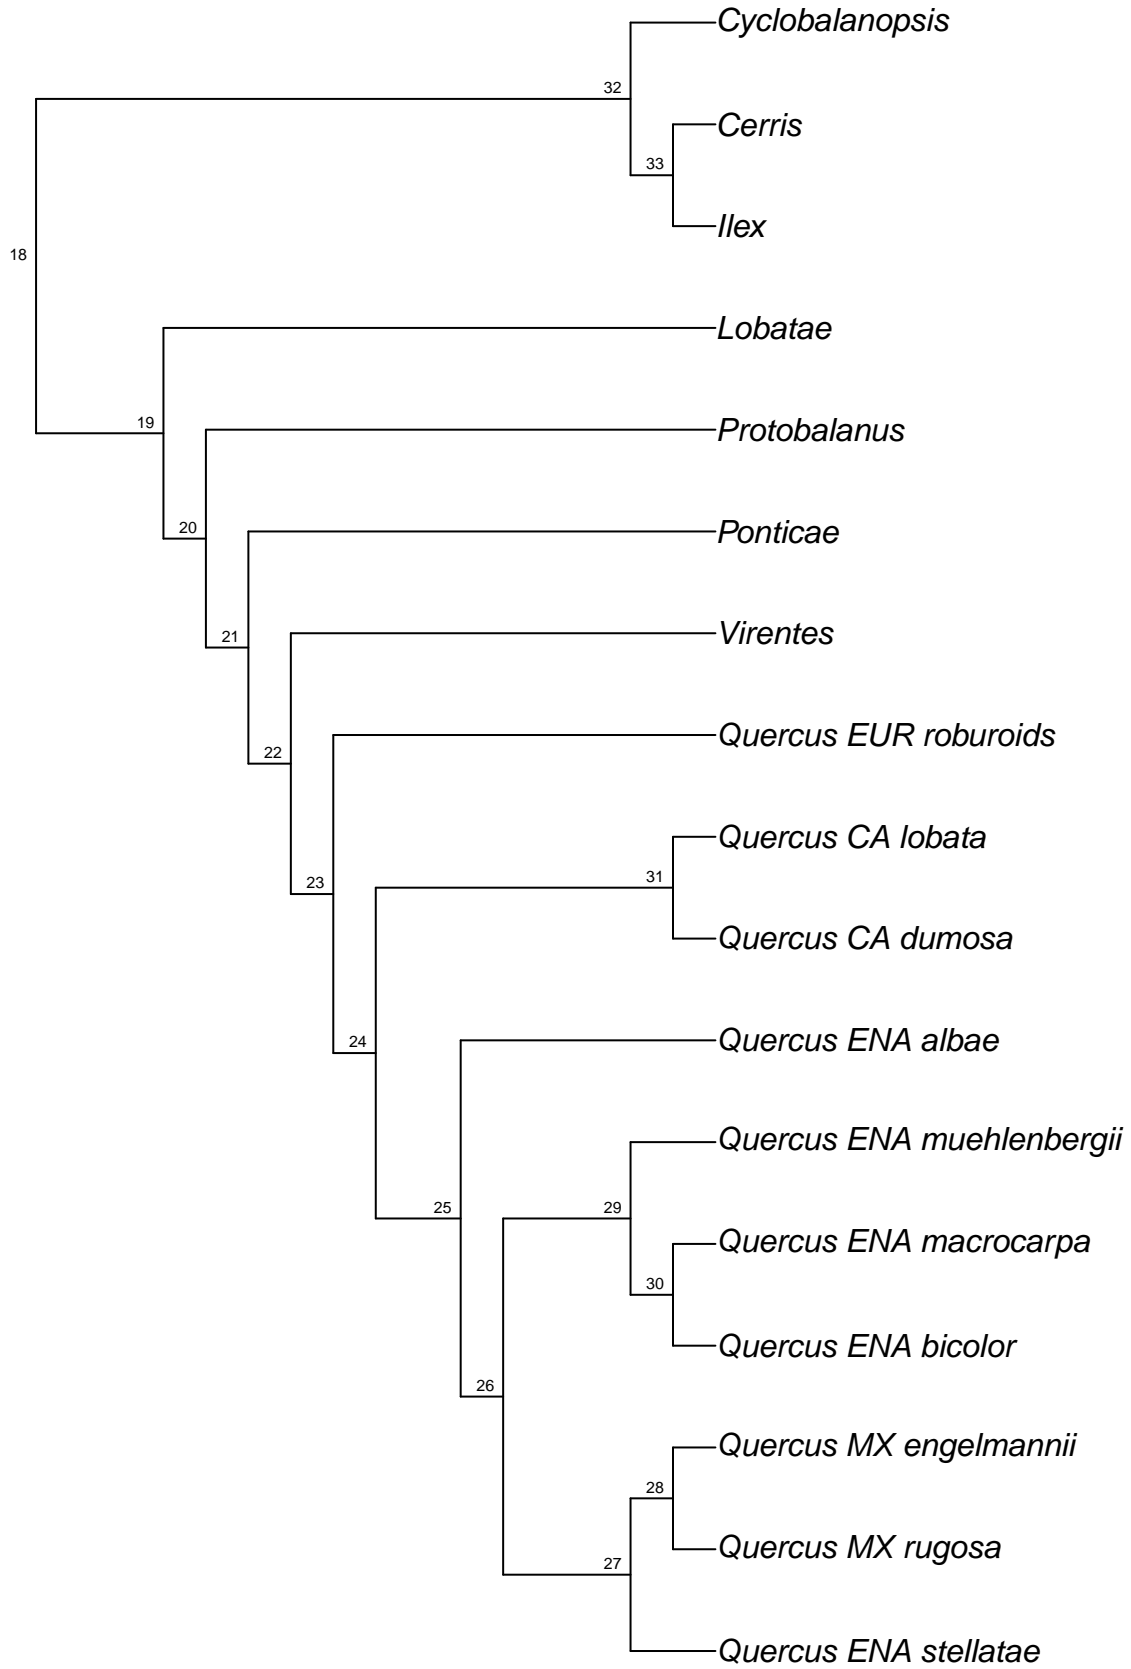 Cyclobalanopsis
32
Cerris
33
Ilex
18
Lobatae
19
Protobalanus
20
Ponticae
21
Virentes
22
Quercus EUR roburoids
Quercus CA lobata
31
23
Quercus CA dumosa
24
Quercus ENA albae
Quercus ENA muehlenbergii
25
29
Quercus ENA macrocarpa
30
Quercus ENA bicolor
26
Quercus MX engelmannii
28
Quercus MX rugosa
27
Quercus ENA stellatae